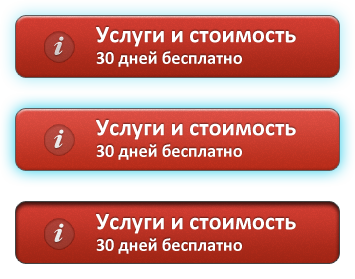 i
Услуги и стоимость
30 дней бесплатно
i
Услуги и стоимость
30 дней бесплатно
i
Услуги и стоимость
30 дней бесплатно